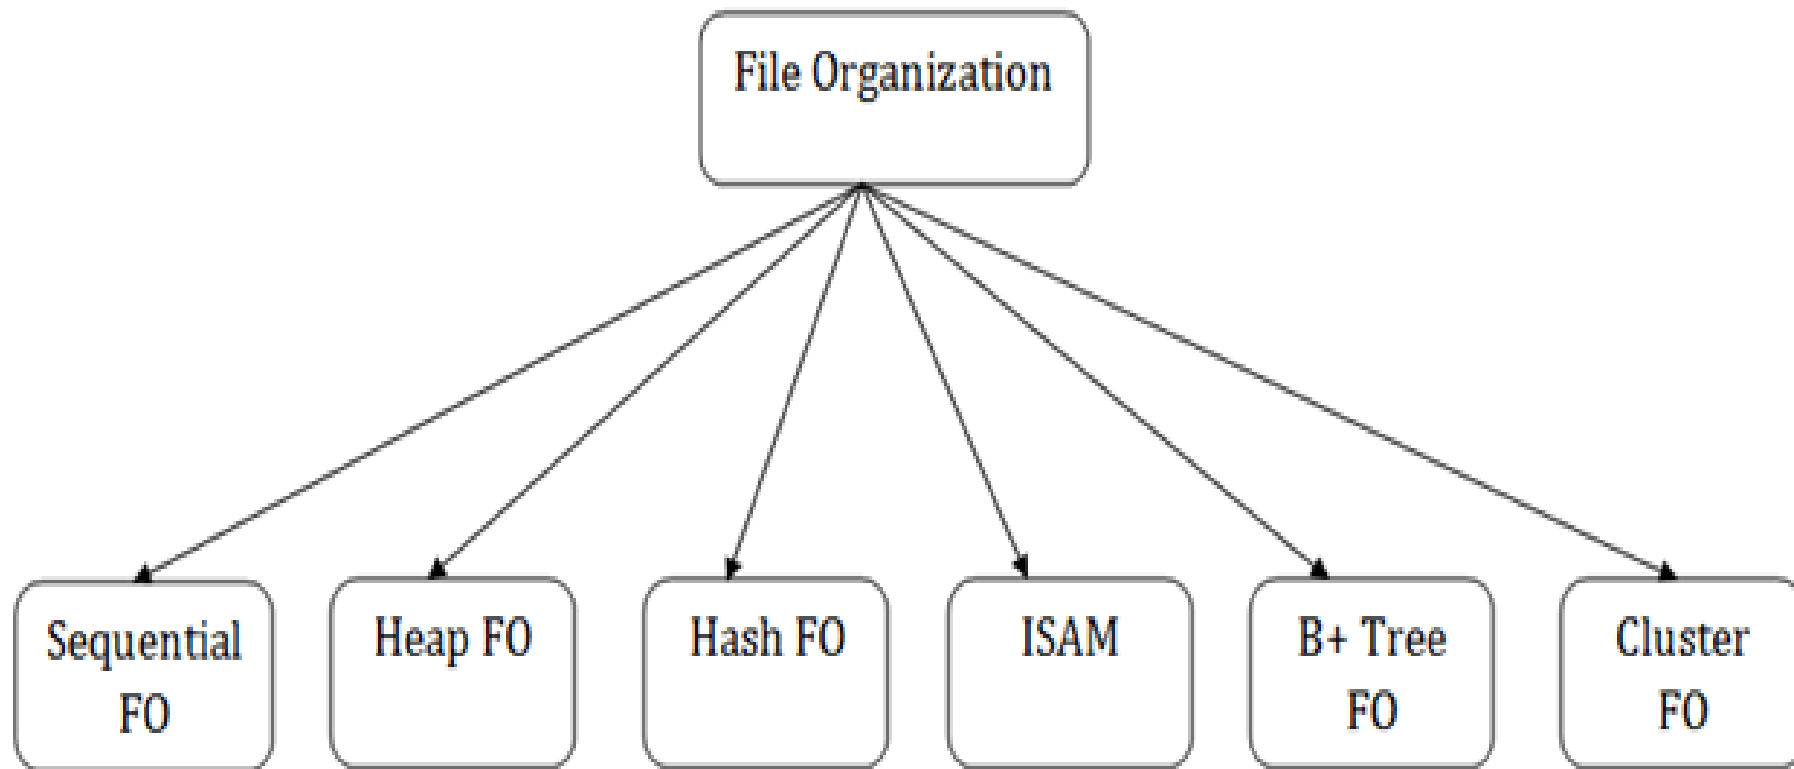 File Organization
Sequential
FO
Heap FO
Hash FO
ISAM
B+ Tree
FO
Cluster
FO